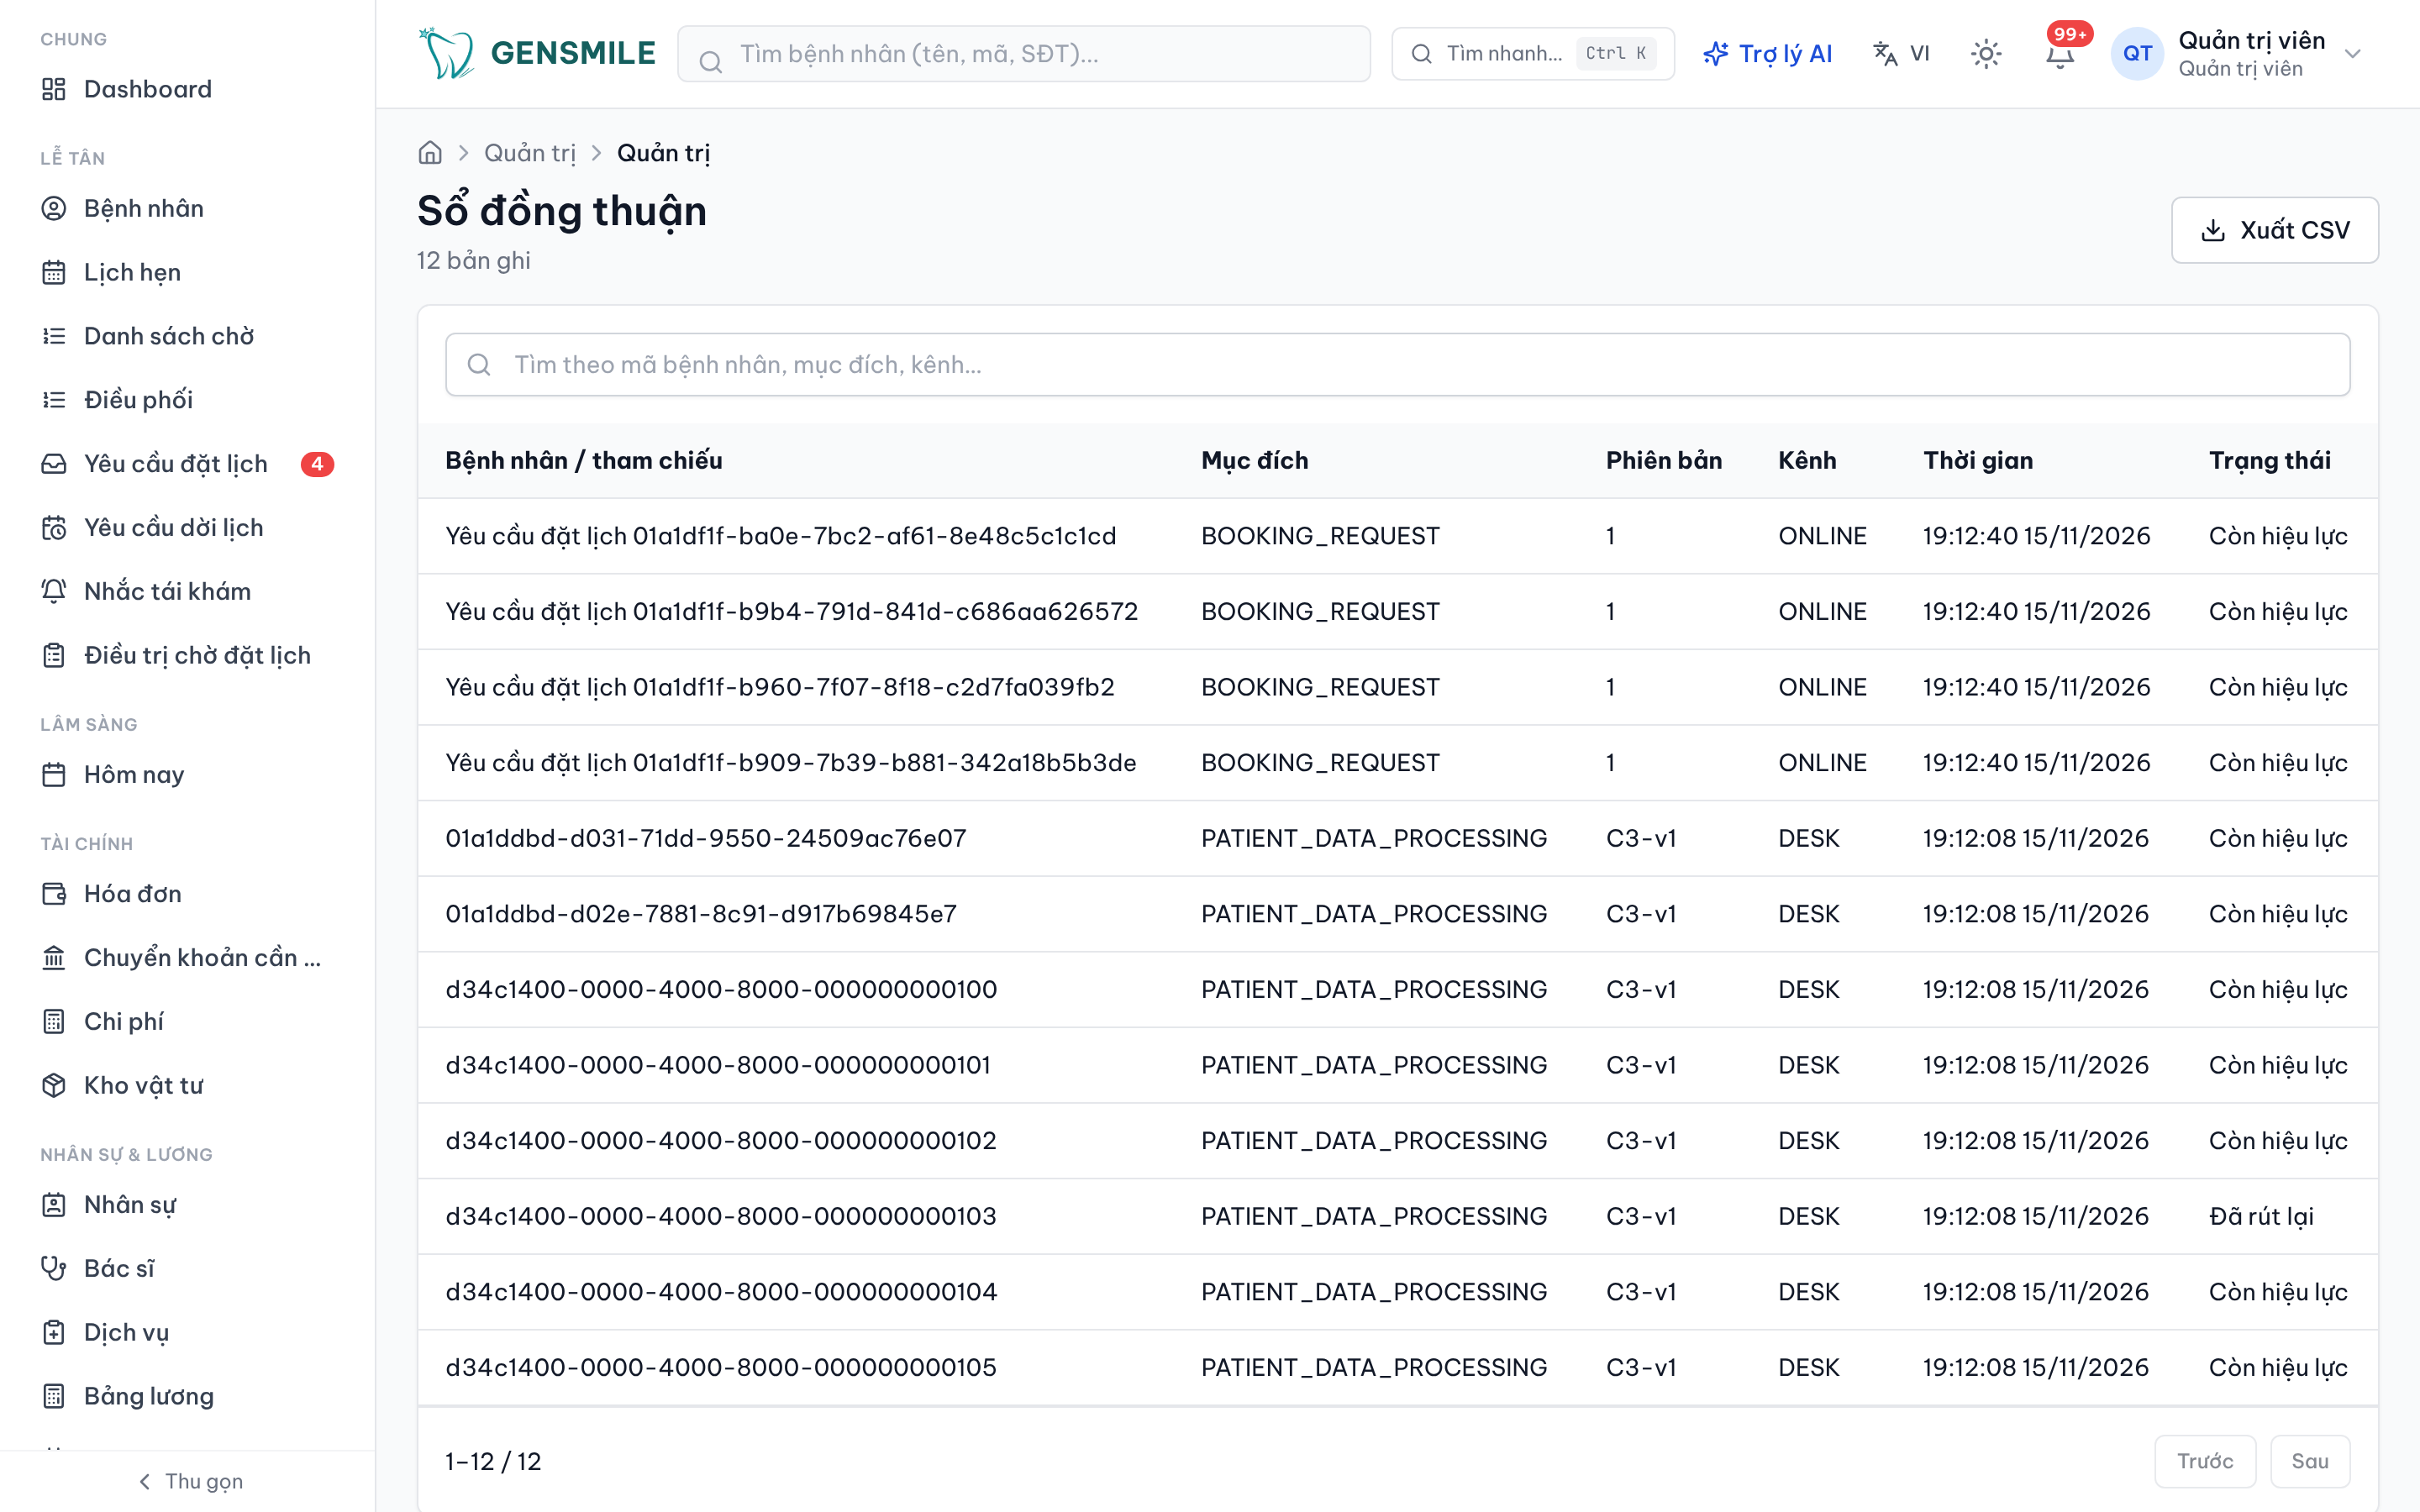 CHUNG
Dashboard
LỄ TÂN
Bệnh nhân
Lịch hẹn
Danh sách chờ
Điều phối
Yêu cầu đặt lịch 4
Yêu cầu dời lịch
Nhắc tái khám
Điều trị chờ đặt lịch
LÂM SÀNG
Hôm nay
TÀI CHÍNH
Hóa đơn
Chuyển khoản cần ...
Chi phí
Kho vật tư
NHÂN SỰ & LƯƠNG
Nhân sự
Bác sĩ
Dịch vụ
Bảng lương
Thu gọn
GENSMILE
Tìm bệnh nhân (tên, mã, SĐT)...
Tìm nhanh... Ctrl K
Trợ lý AI
VI
99+
QT
Quản trị viên
Quản trị viên
Quản trị > Quản trị
Sổ đồng thuận
12 bản ghi
Xuất CSV
Tìm theo mã bệnh nhân, mục đích, kênh...
Bệnh nhân / tham chiếu Mục đích Phiên bản Kênh Thời gian Trạng thái
Yêu cầu đặt lịch 01a1df1f-ba0e-7bc2-af61-8e48c5c1c1cd BOOKING_REQUEST 1 ONLINE 19:12:40 15/11/2026 Còn hiệu lực
Yêu cầu đặt lịch 01a1df1f-b9b4-791d-841d-c686aa626572 BOOKING_REQUEST 1 ONLINE 19:12:40 15/11/2026 Còn hiệu lực
Yêu cầu đặt lịch 01a1df1f-b960-7f07-8f18-c2d7fa039fb2 BOOKING_REQUEST 1 ONLINE 19:12:40 15/11/2026 Còn hiệu lực
Yêu cầu đặt lịch 01a1df1f-b909-7b39-b881-342a18b5b3de BOOKING_REQUEST 1 ONLINE 19:12:40 15/11/2026 Còn hiệu lực
01a1ddbd-d031-71dd-9550-24509ac76e07 PATIENT_DATA_PROCESSING C3-v1 DESK 19:12:08 15/11/2026 Còn hiệu lực
01a1ddbd-d02e-7881-8c91-d917b69845e7 PATIENT_DATA_PROCESSING C3-v1 DESK 19:12:08 15/11/2026 Còn hiệu lực
d34c1400-0000-4000-8000-000000000100 PATIENT_DATA_PROCESSING C3-v1 DESK 19:12:08 15/11/2026 Còn hiệu lực
d34c1400-0000-4000-8000-000000000101 PATIENT_DATA_PROCESSING C3-v1 DESK 19:12:08 15/11/2026 Còn hiệu lực
d34c1400-0000-4000-8000-000000000102 PATIENT_DATA_PROCESSING C3-v1 DESK 19:12:08 15/11/2026 Còn hiệu lực
d34c1400-0000-4000-8000-000000000103 PATIENT_DATA_PROCESSING C3-v1 DESK 19:12:08 15/11/2026 Đã rút lại
d34c1400-0000-4000-8000-000000000104 PATIENT_DATA_PROCESSING C3-v1 DESK 19:12:08 15/11/2026 Còn hiệu lực
d34c1400-0000-4000-8000-000000000105 PATIENT_DATA_PROCESSING C3-v1 DESK 19:12:08 15/11/2026 Còn hiệu lực
1–12 / 12
Trước
Sau